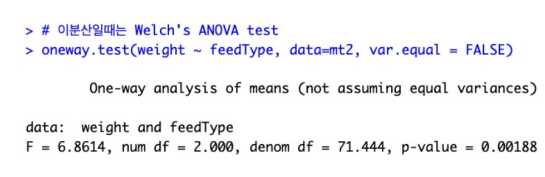 > # 이분산일때는 Welch's ANOVA test
> oneway.test(weight ~ feedType, data=mt2, var.equal = FALSE)
One-way analysis of means (not assuming equal variances)
data:  weight and feedType
F = 6.8614, num df = 2.000, denom df = 71.444, p-value = 0.00188